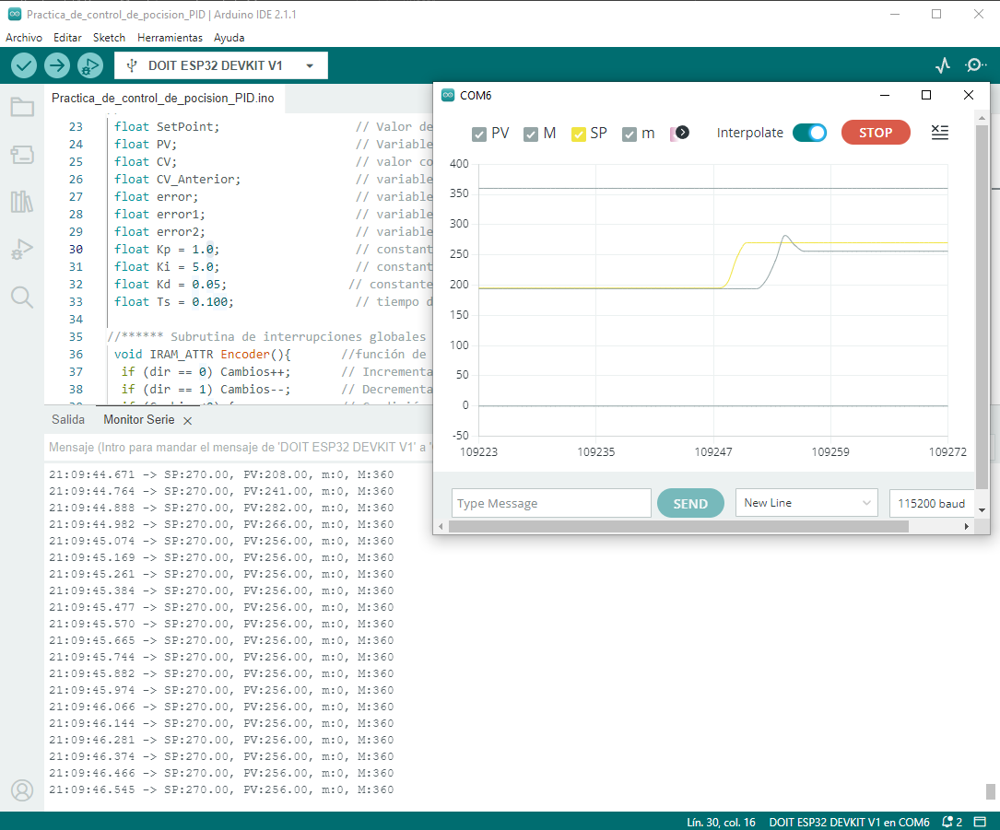 Practica_de_control_de_pocision_PID | Arduino IDE 2.1.1
Archivo Editar Sketch Herramientas Ayuda
DOIT ESP32 DEVKIT V1
Practica_de_control_de_pocision_PID.ino
23 float SetPoint; // Valor de
24 float PV; // Variable
25 float CV; // valor co
26 float CV_Anterior; // variable
27 float error; // variable
28 float error1; // variable
29 float error2; // variable
30 float Kp = 1.0; // constant
31 float Ki = 5.0; // constant
32 float Kd = 0.05; // constante
33 float Ts = 0.100; // tiempo d
34
35 //****** Subrutina de interrupciones globales
36 void IRAM_ATTR Encoder(){ //función de
37 if (dir == 0) Cambios++; // Incrementa
38 if (dir == 1) Cambios--; // Decrementa
COM6
PV M SP m Interpolate STOP
400
350
300
250
200
150
100
50
0
-50
109223 109235 109247 109259 109272
Type Message SEND New Line 115200 baud
Salida Monitor Serie
Mensaje (Intro para mandar el mensaje de 'DOIT ESP32 DEVKIT V1' a '
21:09:44.671 -> SP:270.00, PV:208.00, m:0, M:360
21:09:44.764 -> SP:270.00, PV:241.00, m:0, M:360
21:09:44.888 -> SP:270.00, PV:282.00, m:0, M:360
21:09:44.982 -> SP:270.00, PV:266.00, m:0, M:360
21:09:45.074 -> SP:270.00, PV:256.00, m:0, M:360
21:09:45.169 -> SP:270.00, PV:256.00, m:0, M:360
21:09:45.261 -> SP:270.00, PV:256.00, m:0, M:360
21:09:45.384 -> SP:270.00, PV:256.00, m:0, M:360
21:09:45.477 -> SP:270.00, PV:256.00, m:0, M:360
21:09:45.570 -> SP:270.00, PV:256.00, m:0, M:360
21:09:45.665 -> SP:270.00, PV:256.00, m:0, M:360
21:09:45.744 -> SP:270.00, PV:256.00, m:0, M:360
21:09:45.882 -> SP:270.00, PV:256.00, m:0, M:360
21:09:45.974 -> SP:270.00, PV:256.00, m:0, M:360
21:09:46.066 -> SP:270.00, PV:256.00, m:0, M:360
21:09:46.144 -> SP:270.00, PV:256.00, m:0, M:360
21:09:46.281 -> SP:270.00, PV:256.00, m:0, M:360
21:09:46.374 -> SP:270.00, PV:256.00, m:0, M:360
21:09:46.466 -> SP:270.00, PV:256.00, m:0, M:360
21:09:46.545 -> SP:270.00, PV:256.00, m:0, M:360
Lín. 30, col. 16 DOIT ESP32 DEVKIT V1 en COM6 2